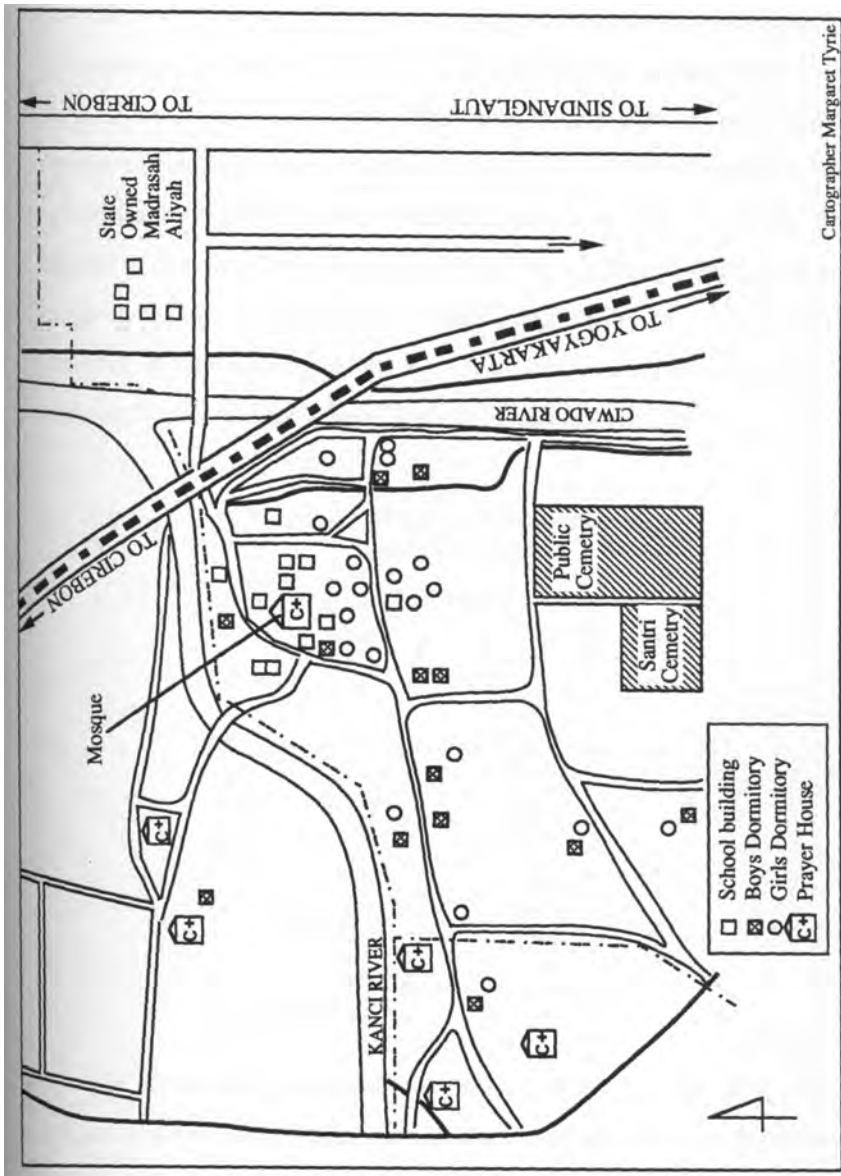 TO CIREBON
TO SINDANGLAUT
State
Owned
Madrasah
Aliyah
TO CIREBON
TO YOGYAKARTA
CIWADO RIVER
Mosque
C+
C+
C+
C+
C+
C+
KANCI RIVER
Public
Cemetry
Santri
Cemetry
School building
Boys Dormitory
Girls Dormitory
C+ Prayer House
Cartographer Margaret Tyrie